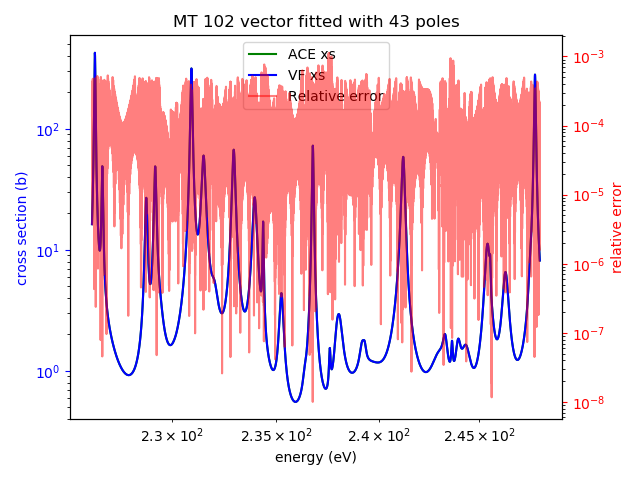 MT 102 vector fitted with 43 poles
ACE xs
VF xs
Relative error
cross section (b)
10²
10¹
10⁰
relative error
10⁻³
10⁻⁴
10⁻⁵
10⁻⁶
10⁻⁷
10⁻⁸
2.3 × 10² 2.35 × 10² 2.4 × 10² 2.45 × 10²
energy (eV)